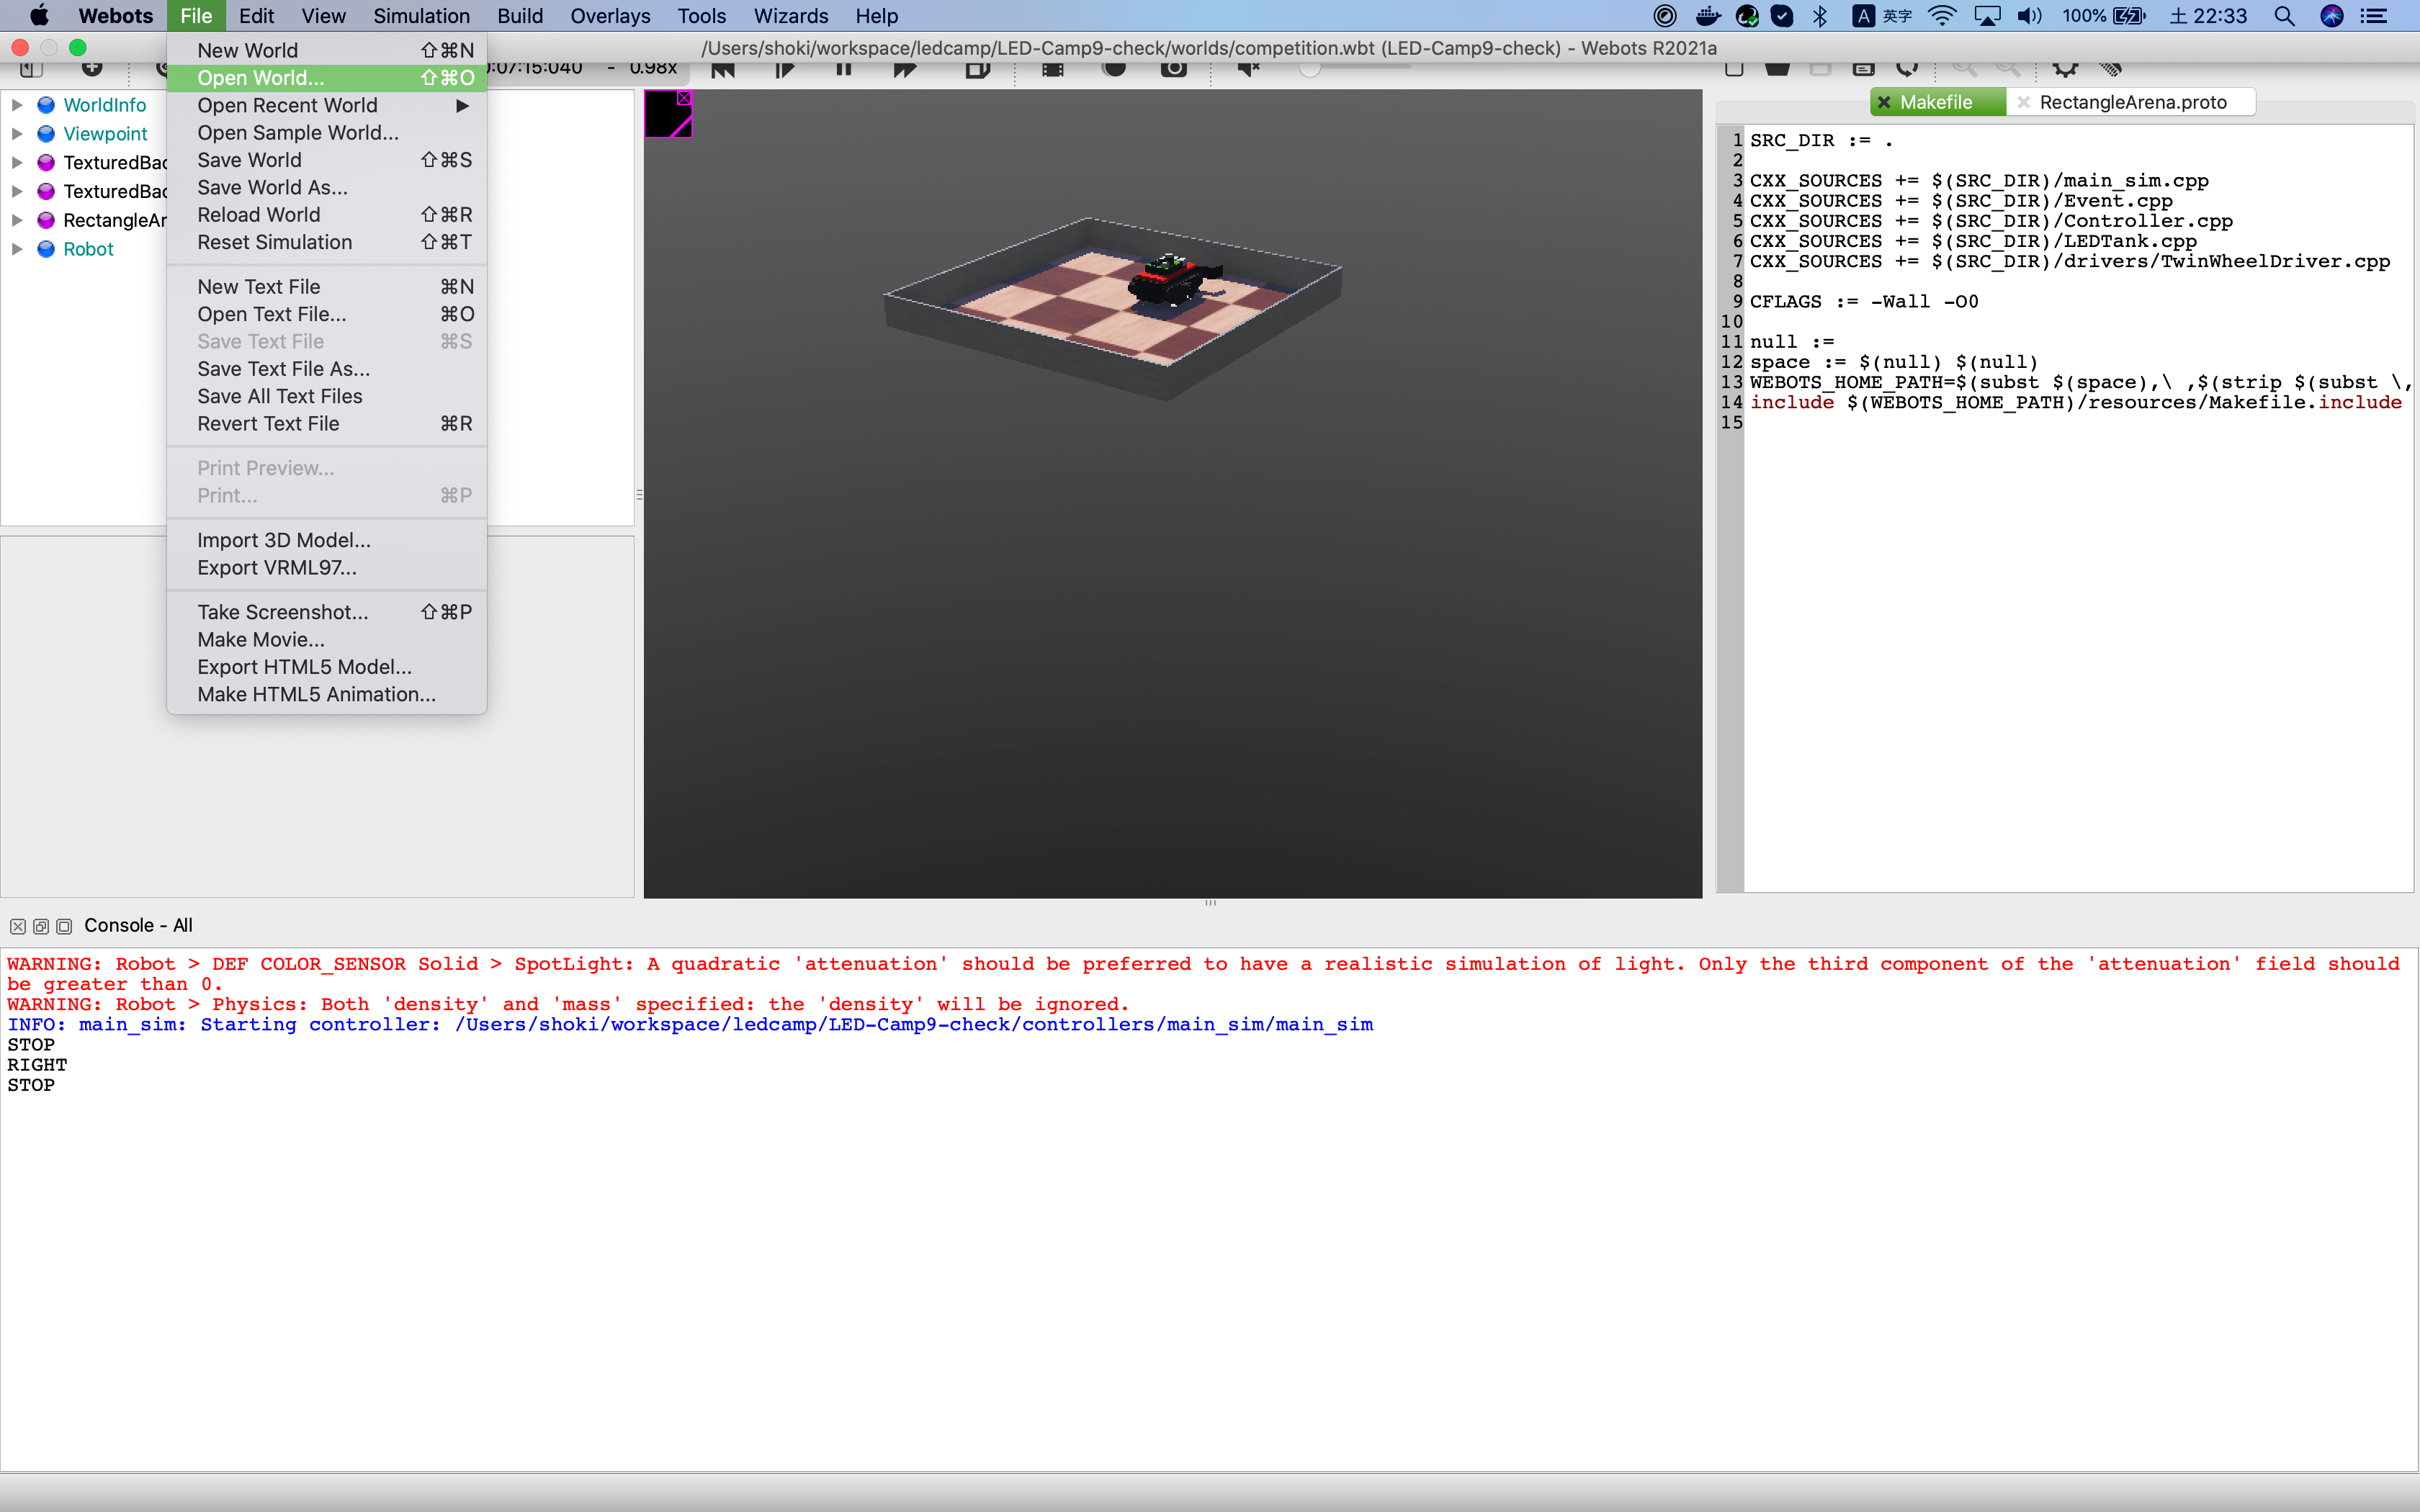 Webots File Edit View Simulation Build Overlays Tools Wizards Help A 英字 100% 土 22:33
/Users/shoki/workspace/ledcamp/LED-Camp9-check/worlds/competition.wbt (LED-Camp9-check) - Webots R2021a
:07:15:040 - 0.98x
New World ⇧⌘N
Open World... ⇧⌘O
Open Recent World ▶
Open Sample World...
Save World ⇧⌘S
Save World As...
Reload World ⇧⌘R
Reset Simulation ⇧⌘T
New Text File ⌘N
Open Text File... ⌘O
Save Text File ⌘S
Save Text File As...
Save All Text Files
Revert Text File ⌘R
Print Preview...
Print... ⌘P
Import 3D Model...
Export VRML97...
Take Screenshot... ⇧⌘P
Make Movie...
Export HTML5 Model...
Make HTML5 Animation...
WorldInfo
Viewpoint
TexturedBac
TexturedBac
RectangleAr
Robot
Makefile RectangleArena.proto
1 SRC_DIR := .
2
3 CXX_SOURCES += $(SRC_DIR)/main_sim.cpp
4 CXX_SOURCES += $(SRC_DIR)/Event.cpp
5 CXX_SOURCES += $(SRC_DIR)/Controller.cpp
6 CXX_SOURCES += $(SRC_DIR)/LEDTank.cpp
7 CXX_SOURCES += $(SRC_DIR)/drivers/TwinWheelDriver.cpp
8
9 CFLAGS := -Wall -O0
10
11 null :=
12 space := $(null) $(null)
13 WEBOTS_HOME_PATH=$(subst $(space),\ ,$(strip $(subst \,
14 include $(WEBOTS_HOME_PATH)/resources/Makefile.include
15
Console - All
WARNING: Robot > DEF COLOR_SENSOR Solid > SpotLight: A quadratic 'attenuation' should be preferred to have a realistic simulation of light. Only the third component of the 'attenuation' field should
be greater than 0.
WARNING: Robot > Physics: Both 'density' and 'mass' specified: the 'density' will be ignored.
INFO: main_sim: Starting controller: /Users/shoki/workspace/ledcamp/LED-Camp9-check/controllers/main_sim/main_sim
STOP
RIGHT
STOP